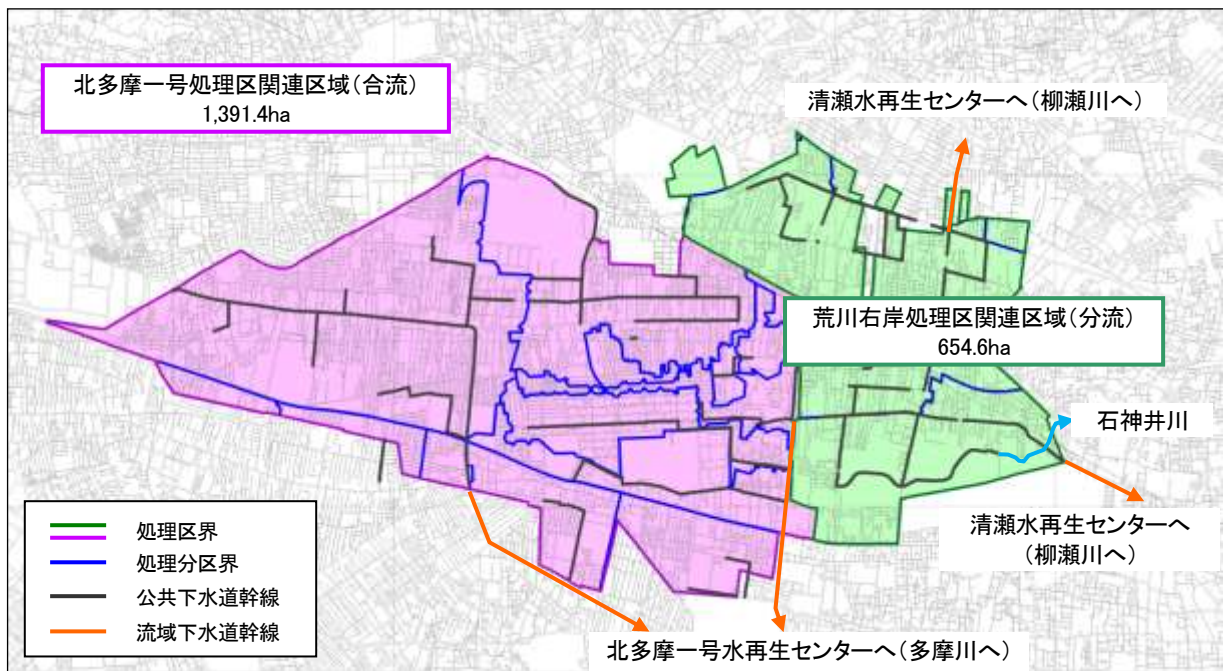 北多摩一号処理区関連区域（合流）
1,391.4ha
清瀬水再生センターへ（柳瀬川へ）
荒川右岸処理区関連区域（分流）
654.6ha
石神井川
清瀬水再生センターへ
（柳瀬川へ）
処理区界
処理分区界
公共下水道幹線
流域下水道幹線
北多摩一号水再生センターへ（多摩川へ）